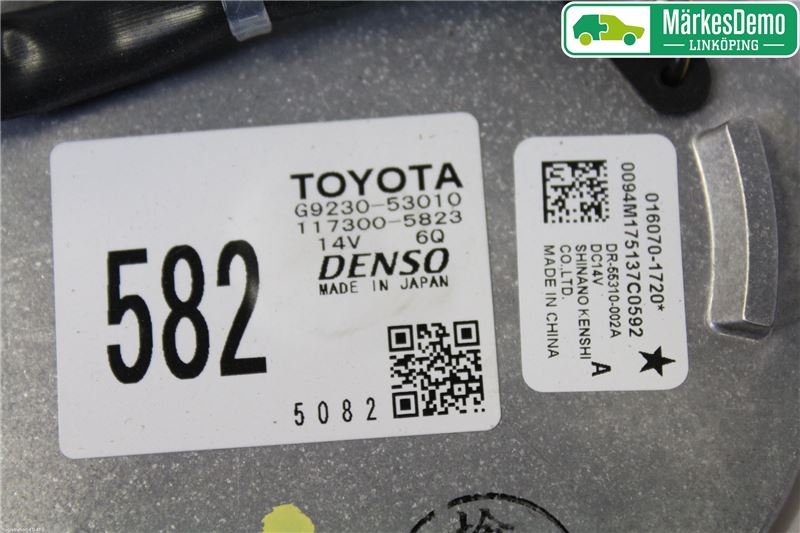 MärkesDemo
LINKÖPING
TOYOTA
G9230-53010
117300-5823
14V 6Q
DENSO
MADE IN JAPAN
582
5082
016070-1720*
0094M175137C0592
DR-55310-002A
DC14V A
SHINANO KENSHI
CO.,LTD.
MADE IN CHINA